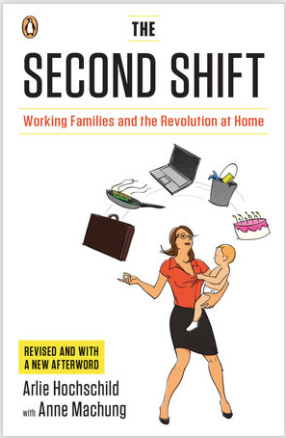 THE
SECOND SHIFT
Working Families and the Revolution at Home
REVISED AND WITH
A NEW AFTERWORD
Arlie Hochschild
with Anne Machung